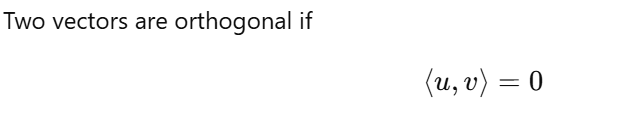 Two vectors are orthogonal if
⟨u, v⟩ = 0